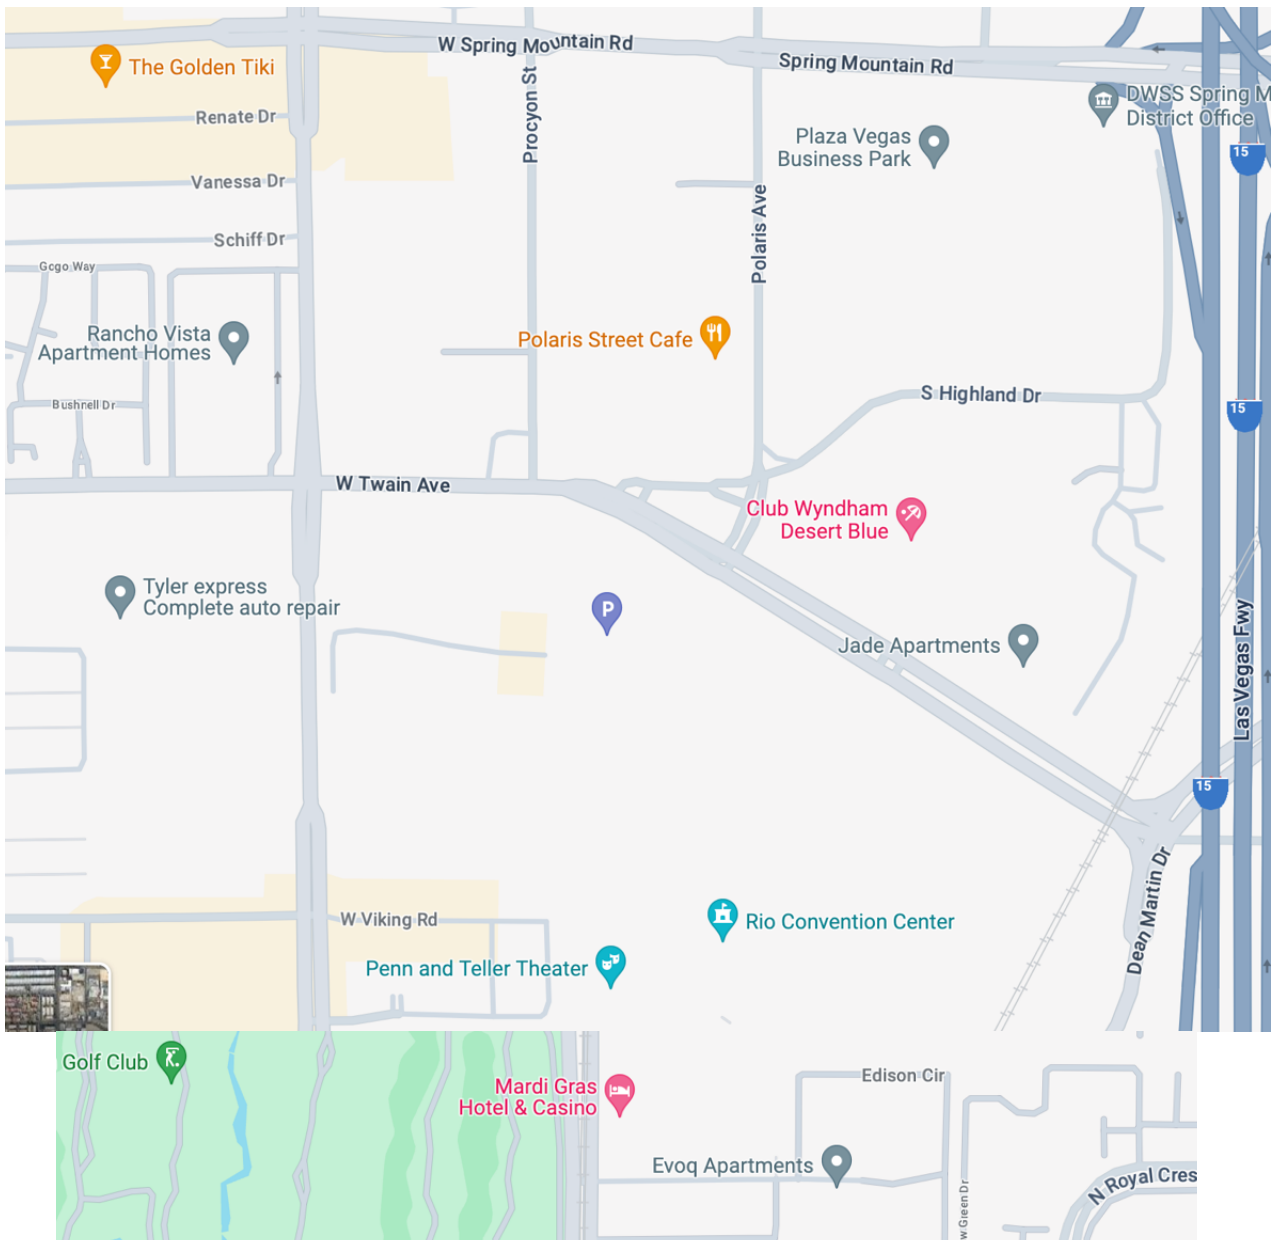 W Spring Mountain Rd
Spring Mountain Rd
The Golden Tiki
Procyon St
DWSS Spring M
District Office
Renate Dr
Plaza Vegas
Business Park
15
Vanessa Dr
Polaris Ave
Schiff Dr
Gogo Way
Rancho Vista
Apartment Homes
Polaris Street Cafe
S Highland Dr
Bushnell Dr
15
W Twain Ave
Club Wyndham
Desert Blue
Tyler express
Complete auto repair
P
Jade Apartments
Las Vegas Fwy
15
W Viking Rd
Rio Convention Center
Dean Martin Dr
Penn and Teller Theater
Golf Club
Mardi Gras
Hotel & Casino
Edison Cir
Evoq Apartments
N Royal Cres
w Green Dr